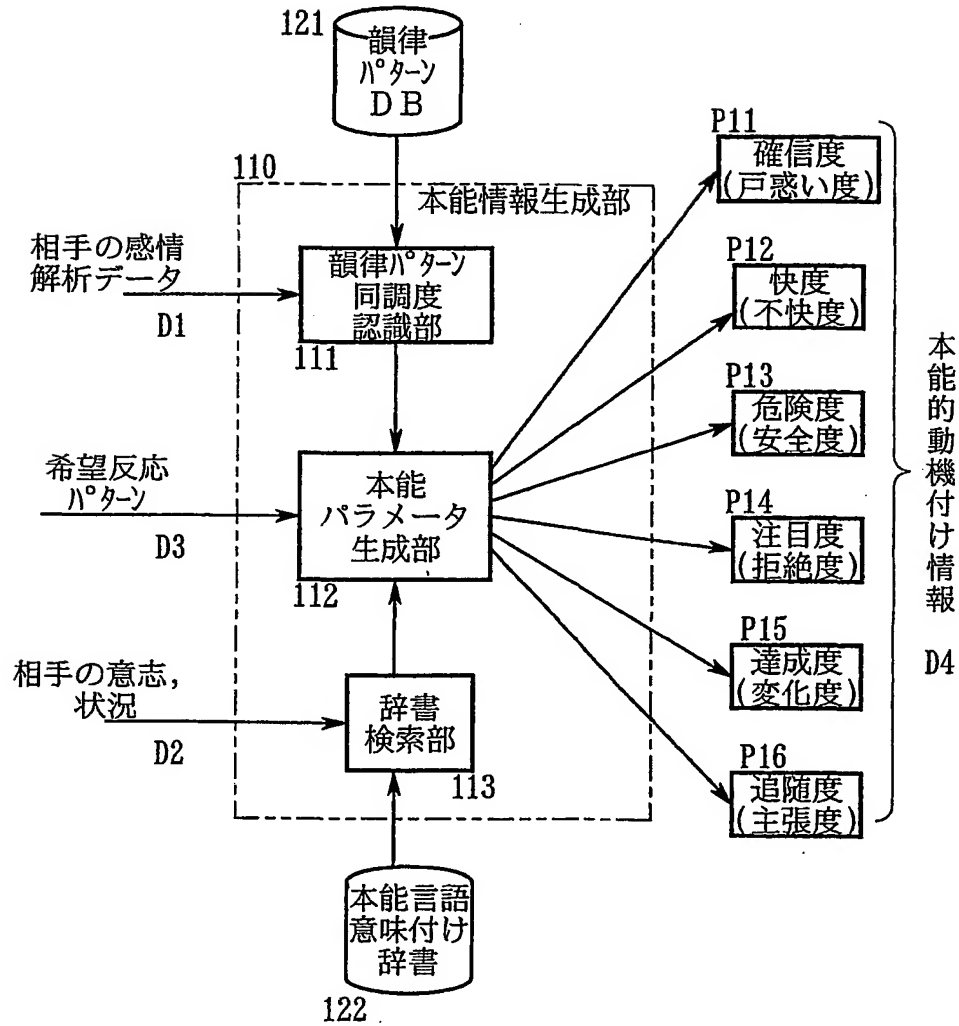 121
韻律
パターン
DB
110
本能情報生成部
相手の感情
解析データ
D1
韻律パターン
同調度
認識部
111
希望反応
パターン
D3
本能
パラメータ
生成部
112
相手の意志,
状況
D2
辞書
検索部
113
本能言語
意味付け
辞書
122
P11
確信度
(戸惑い度)
P12
快度
(不快度)
P13
危険度
(安全度)
P14
注目度
(拒絶度)
P15
達成度
(変化度)
P16
追随度
(主張度)
本能的動機付け情報
D4